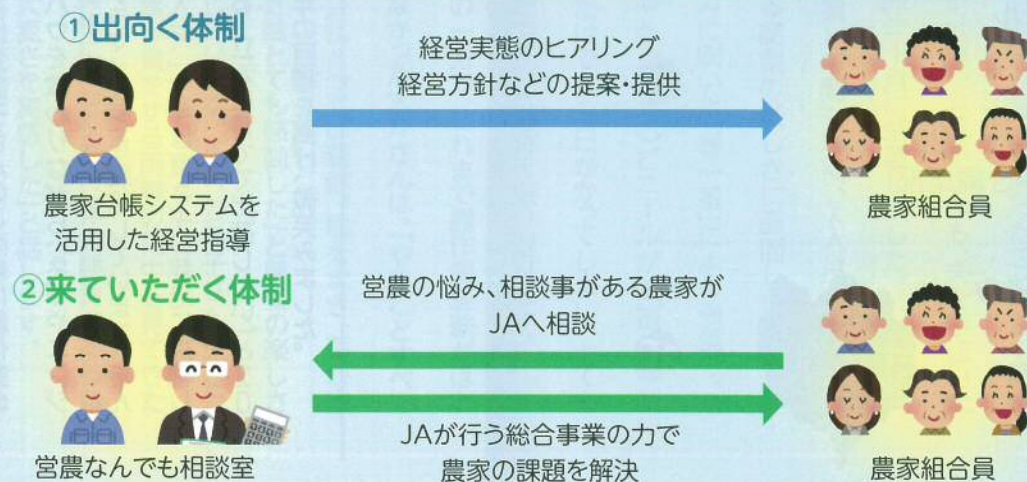 ①出向く体制
経営実態のヒアリング
経営方針などの提案・提供
農家台帳システムを
活用した経営指導
農家組合員
②来ていただく体制
営農の悩み、相談事がある農家が
JAへ相談
JAが行う総合事業の力で
農家の課題を解決
営農なんでも相談室
農家組合員